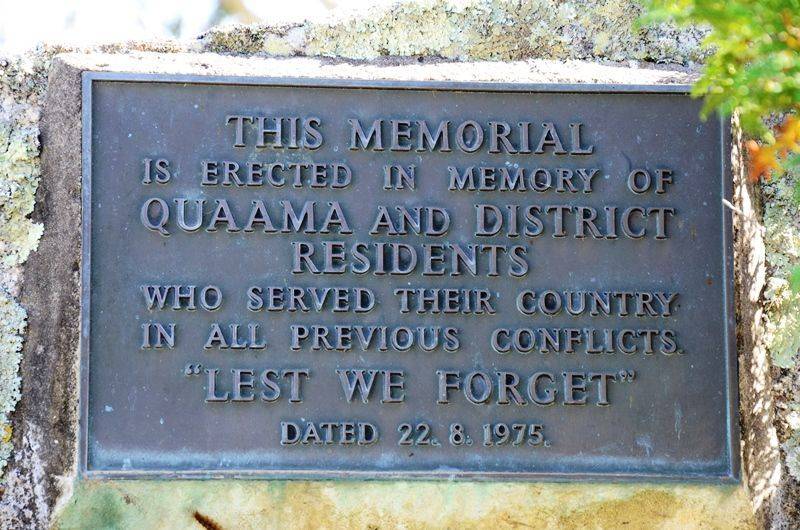 THIS MEMORIAL
IS ERECTED IN MEMORY OF
QUAAMA AND DISTRICT
RESIDENTS
WHO SERVED THEIR COUNTRY
IN ALL PREVIOUS CONFLICTS.
"LEST WE FORGET"
DATED 22. 8. 1975.